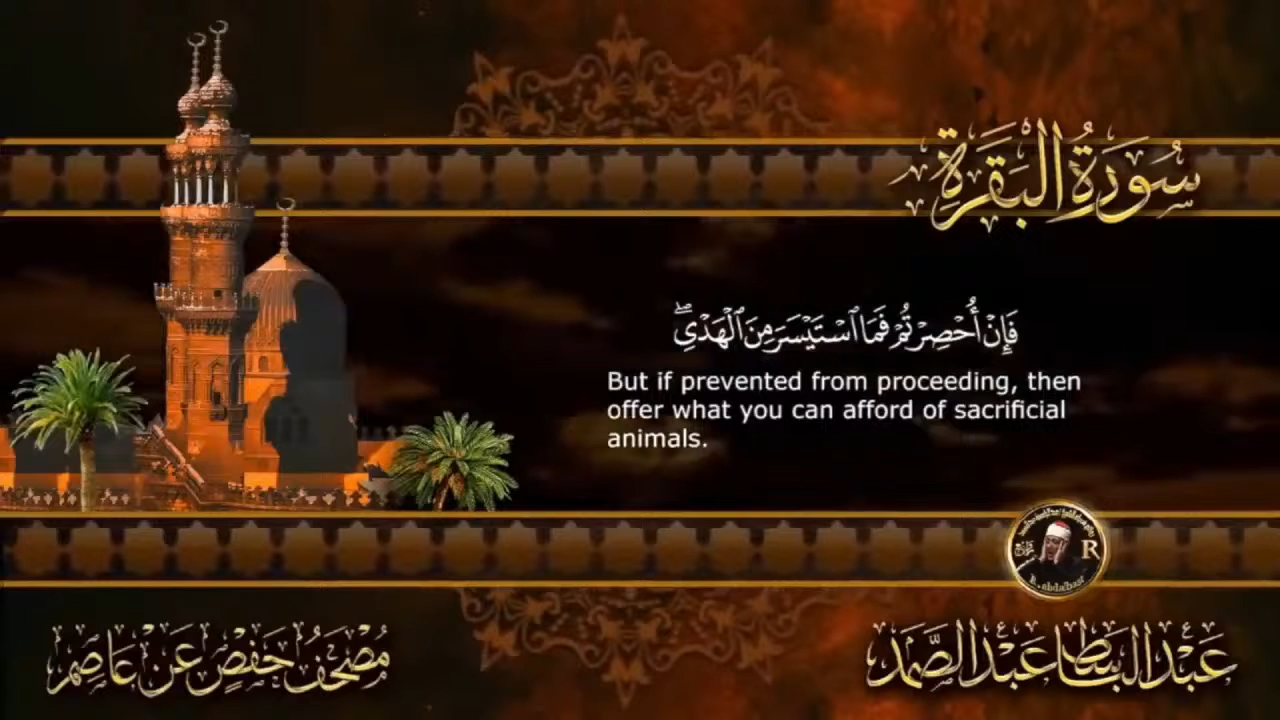 سُورَةُ البَقَرَةِ
فَإِنْ أُحْصِرْتُمْ فَمَا ٱسْتَيْسَرَ مِنَ ٱلْهَدْيِۖ
But if prevented from proceeding, then
offer what you can afford of sacrificial
animals.
R
مُصْحَفُ حَفْصٍ عَنْ عَاصِمٍ
عَبْدُ البَاسِطِ عَبْدُ الصَّمَدِ